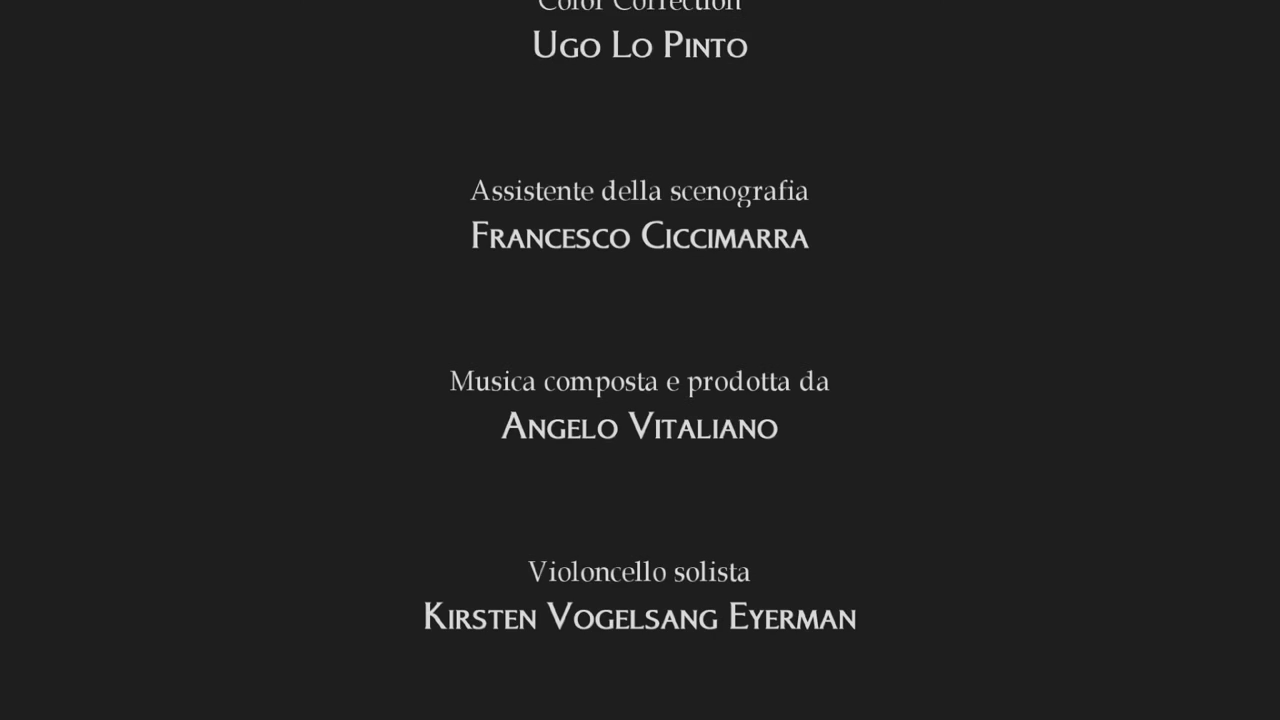 Color Correction
Ugo Lo Pinto
Assistente della scenografia
Francesco Ciccimarra
Musica composta e prodotta da
Angelo Vitaliano
Violoncello solista
Kirsten Vogelsang Eyerman